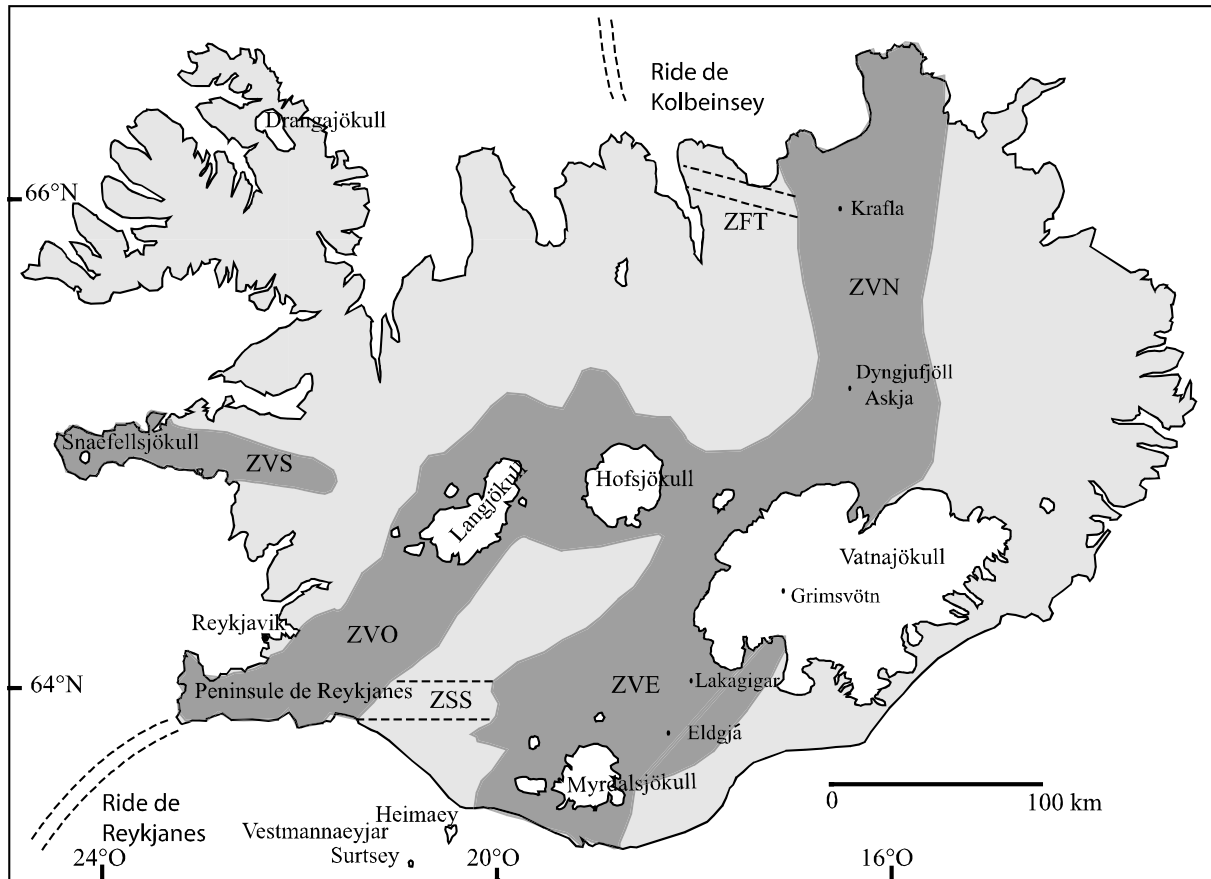 Ride de
Kolbeinsey
Drangajökull
66°N
ZFT
Krafla
ZVN
Dyngjufjöll
Askja
Snaefellsjökull
ZVS
Langjökull
Hofsjökull
Vatnajökull
Grimsvötn
Reykjavik
ZVO
64°N
Peninsule de Reykjanes
ZSS
ZVE
Lakagigar
Eldgjá
Myrdalsjökull
0
100 km
Ride de
Reykjanes
Heimaey
Vestmannaeyjar
Surtsey
24°O
20°O
16°O